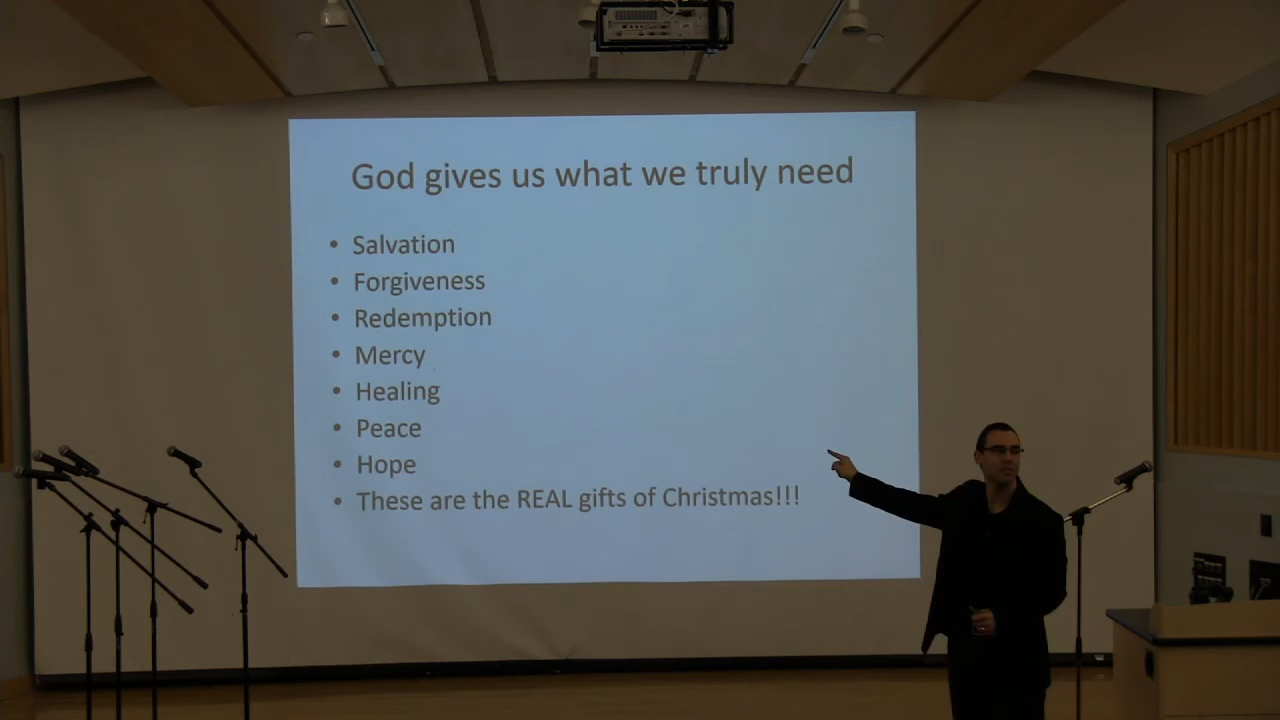 God gives us what we truly need
• Salvation
• Forgiveness
• Redemption
• Mercy
• Healing
• Peace
• Hope
• These are the REAL gifts of Christmas!!!